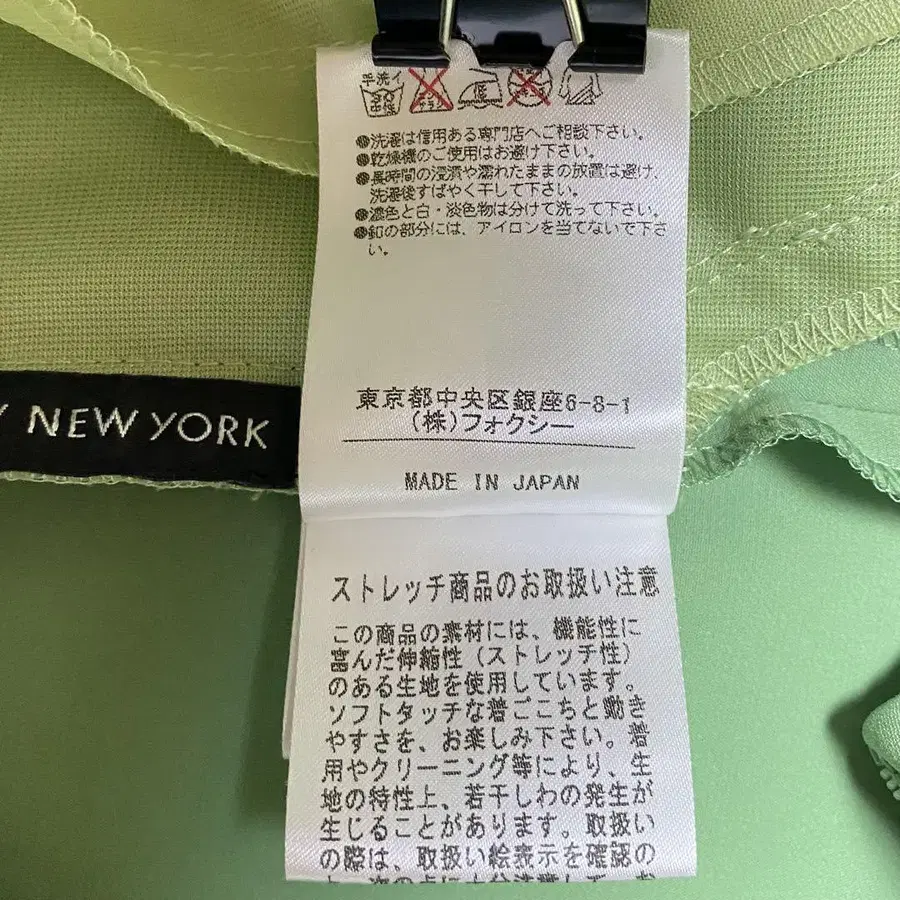 手洗イ
中性
エンソ
サラシ
低
●洗濯は信用ある専門店へご相談下さい。
●乾燥機のご使用はお避け下さい。
●長時間の浸漬や濡れたままの放置は避け、
洗濯後すばやく干して下さい。
●濃色と白・淡色物は分けて洗って下さい。
●釦の部分には、アイロンを当てないで下さ
い。
東京都中央区銀座6-8-1
(株)フォクシー
NEW YORK
MADE IN JAPAN
ストレッチ商品のお取扱い注意
この商品の素材には、機能性に
富んだ伸縮性(ストレッチ性)
のある生地を使用しています。
ソフトタッチな着ごこちと動き
やすさを、お楽しみ下さい。着
用やクリーニング等により、生
地の特性上、若干しわの発生が
生じることがあります。取扱い
の際は、取扱い絵表示を確認の